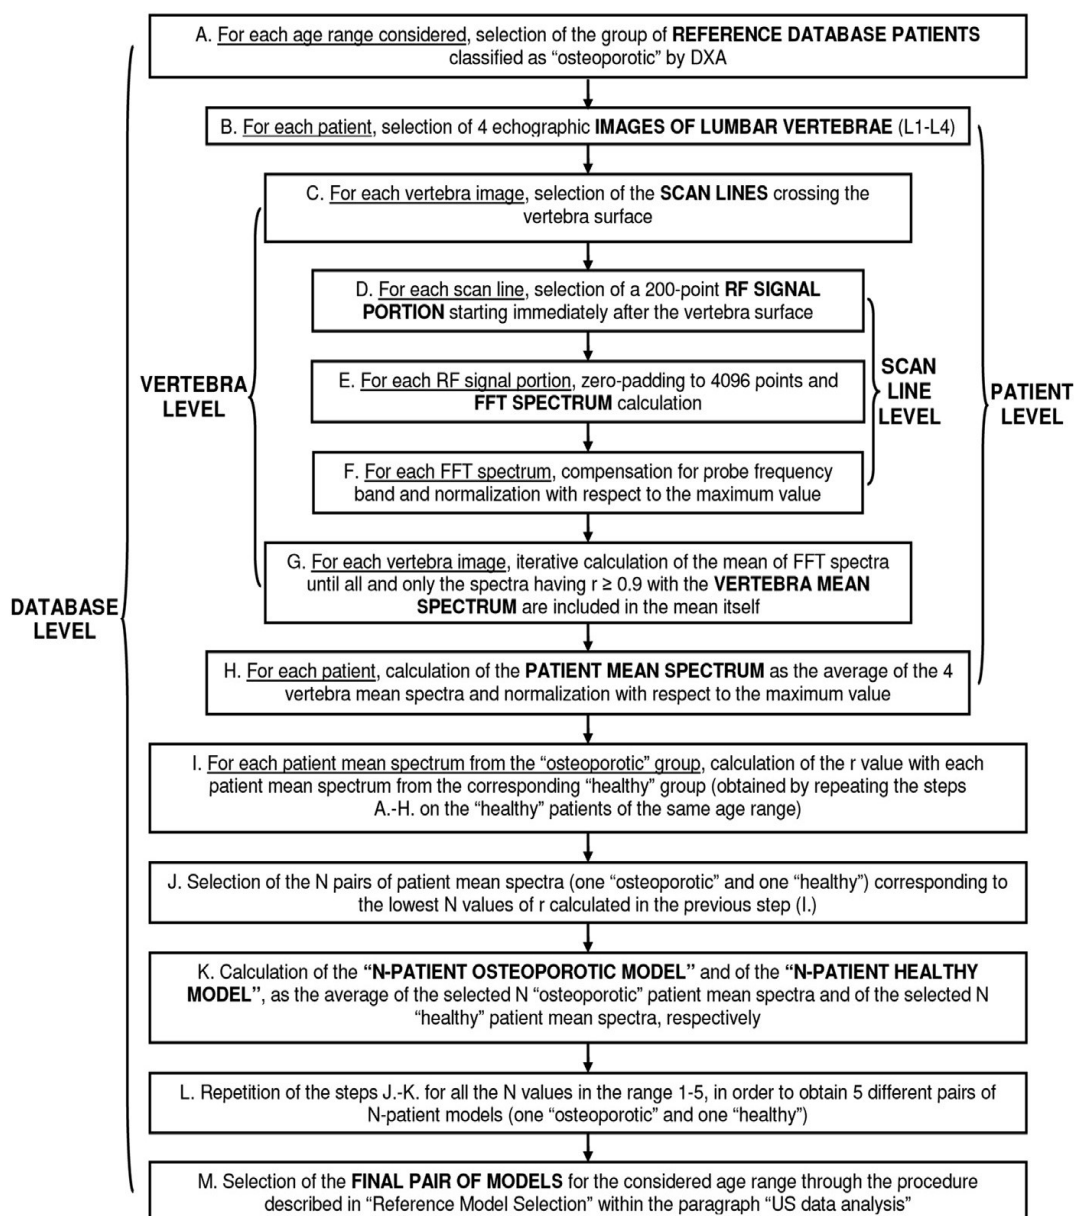 A. For each age range considered, selection of the group of REFERENCE DATABASE PATIENTS
classified as “osteoporotic” by DXA
B. For each patient, selection of 4 echographic IMAGES OF LUMBAR VERTEBRAE (L1-L4)
C. For each vertebra image, selection of the SCAN LINES crossing the
vertebra surface
D. For each scan line, selection of a 200-point RF SIGNAL
PORTION starting immediately after the vertebra surface
E. For each RF signal portion, zero-padding to 4096 points and
FFT SPECTRUM calculation
F. For each FFT spectrum, compensation for probe frequency
band and normalization with respect to the maximum value
SCAN
LINE
LEVEL
G. For each vertebra image, iterative calculation of the mean of FFT spectra
until all and only the spectra having r ≥ 0.9 with the VERTEBRA MEAN
SPECTRUM are included in the mean itself
VERTEBRA
LEVEL
H. For each patient, calculation of the PATIENT MEAN SPECTRUM as the average of the 4
vertebra mean spectra and normalization with respect to the maximum value
PATIENT
LEVEL
I. For each patient mean spectrum from the “osteoporotic” group, calculation of the r value with each
patient mean spectrum from the corresponding “healthy” group (obtained by repeating the steps
A.-H. on the “healthy” patients of the same age range)
J. Selection of the N pairs of patient mean spectra (one “osteoporotic” and one “healthy”) corresponding to
the lowest N values of r calculated in the previous step (I.)
K. Calculation of the “N-PATIENT OSTEOPOROTIC MODEL” and of the “N-PATIENT HEALTHY
MODEL”, as the average of the selected N “osteoporotic” patient mean spectra and of the selected N
“healthy” patient mean spectra, respectively
L. Repetition of the steps J.-K. for all the N values in the range 1-5, in order to obtain 5 different pairs of
N-patient models (one “osteoporotic” and one “healthy”)
M. Selection of the FINAL PAIR OF MODELS for the considered age range through the procedure
described in “Reference Model Selection” within the paragraph “US data analysis”
DATABASE
LEVEL